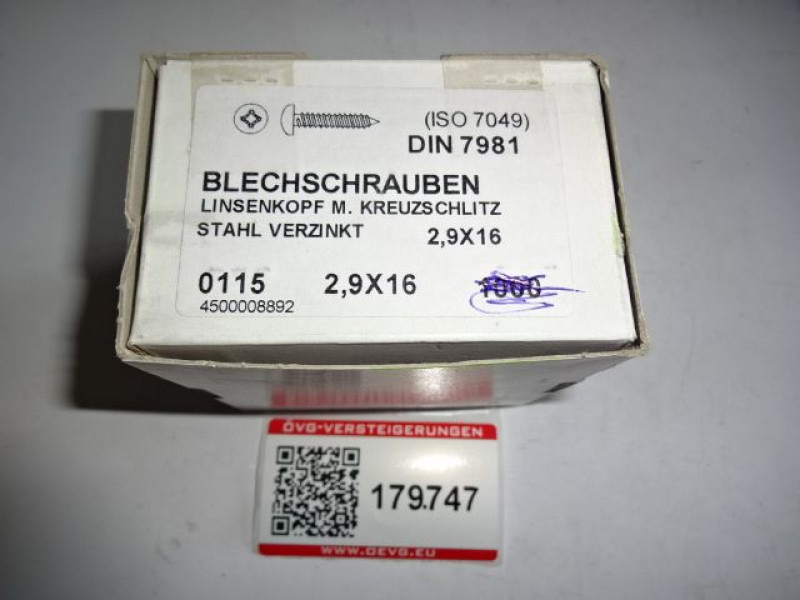 (ISO 7049)
DIN 7981
BLECHSCHRAUBEN
LINSENKOPF M. KREUZSCHLITZ
STAHL VERZINKT 2,9X16
0115 2,9X16 1000
4500008892
ÖVG-VERSTEIGERUNGEN
179.747
WWW.OEVG.EU